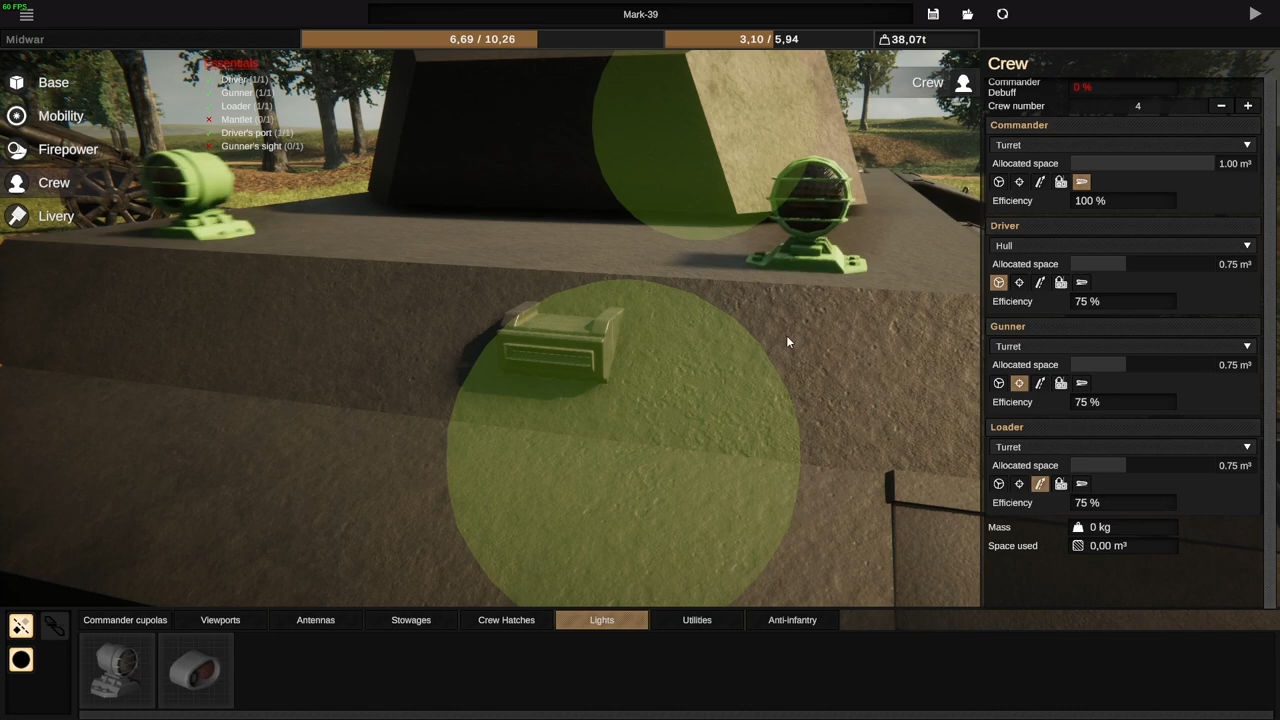 60 FPS
Mark-39
Midwar
6,69 / 10,26
3,10 / 5,94
38,07t
Base
Mobility
Firepower
Crew
Livery
Essentials
Driver (1/1)
Gunner (1/1)
Loader (1/1)
Mantlet (0/1)
Driver's port (1/1)
Gunner's sight (0/1)
Crew
Crew
Commander
Debuff
0 %
Crew number
4
Commander
Turret
Allocated space
1.00 m³
Efficiency
100 %
Driver
Hull
Allocated space
0.75 m³
Efficiency
75 %
Gunner
Turret
Allocated space
0.75 m³
Efficiency
75 %
Loader
Turret
Allocated space
0.75 m³
Efficiency
75 %
Mass
0 kg
Space used
0,00 m³
Commander cupolas
Viewports
Antennas
Stowages
Crew Hatches
Lights
Utilities
Anti-infantry